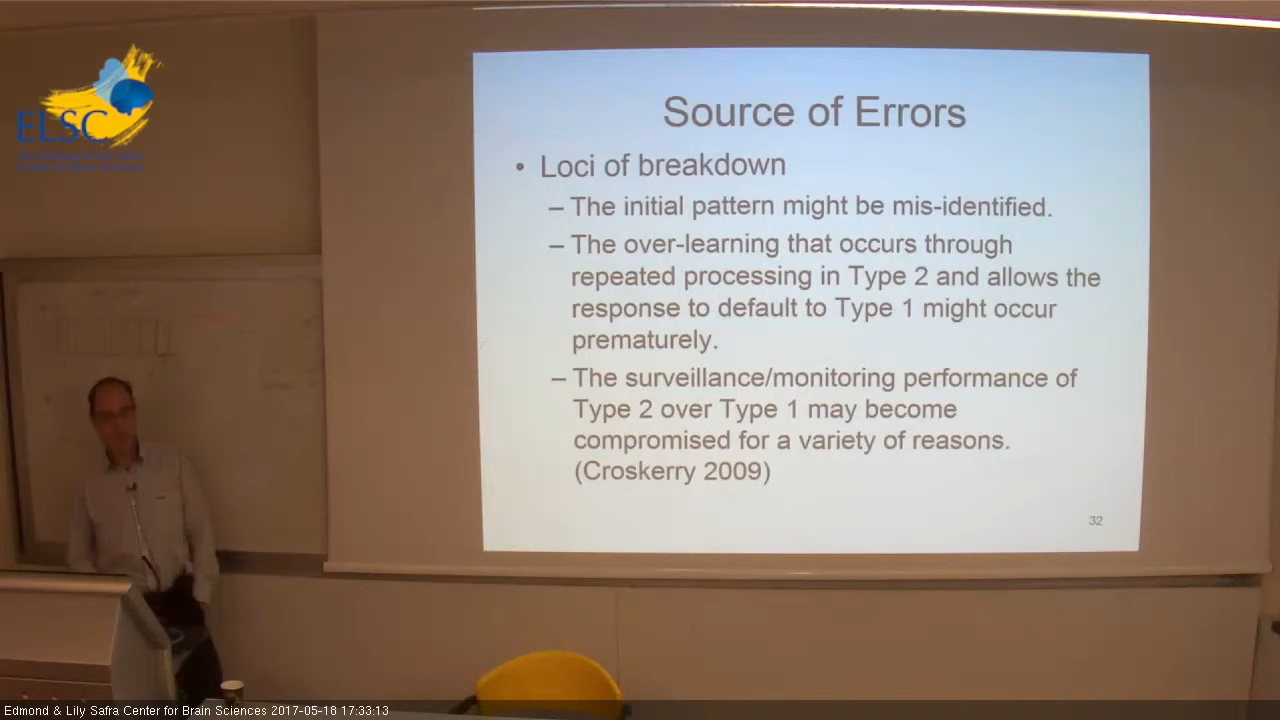 ELSC
Source of Errors
• Loci of breakdown
– The initial pattern might be mis-identified.
– The over-learning that occurs through
repeated processing in Type 2 and allows the
response to default to Type 1 might occur
prematurely.
– The surveillance/monitoring performance of
Type 2 over Type 1 may become
compromised for a variety of reasons.
(Croskerry 2009)
32
Edmond & Lily Safra Center for Brain Sciences 2017-05-18 17:33:13